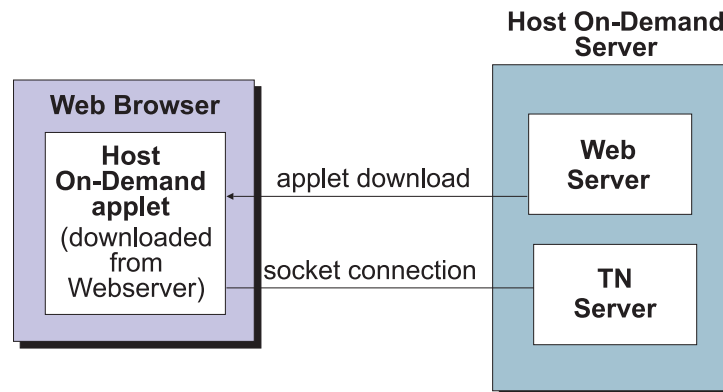 Host On-Demand
Server
Web Browser
Host
On-Demand
applet
(downloaded
from
Webserver)
applet download
socket connection
Web
Server
TN
Server